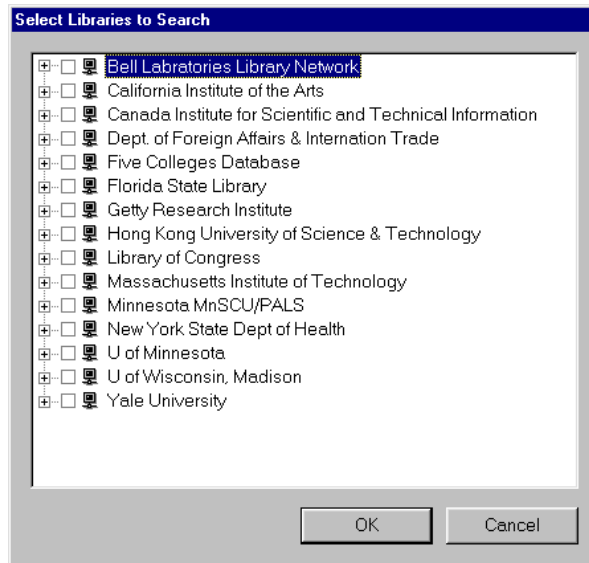 Select Libraries to Search
Bell Labratories Library Network
California Institute of the Arts
Canada Institute for Scientific and Technical Information
Dept. of Foreign Affairs & Internation Trade
Five Colleges Database
Florida State Library
Getty Research Institute
Hong Kong University of Science & Technology
Library of Congress
Massachusetts Institute of Technology
Minnesota MnSCU/PALS
New York State Dept of Health
U of Minnesota
U of Wisconsin, Madison
Yale University
OK Cancel